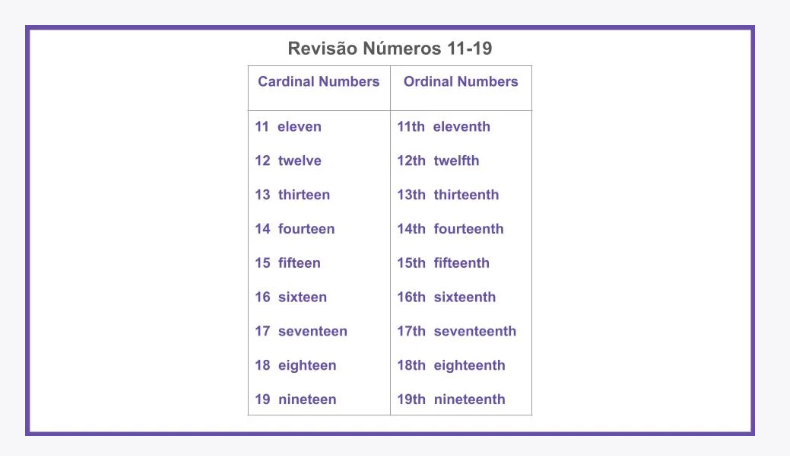 Revisão Números 11-19
Cardinal Numbers Ordinal Numbers
11 eleven 11th eleventh
12 twelve 12th twelfth
13 thirteen 13th thirteenth
14 fourteen 14th fourteenth
15 fifteen 15th fifteenth
16 sixteen 16th sixteenth
17 seventeen 17th seventeenth
18 eighteen 18th eighteenth
19 nineteen 19th nineteenth